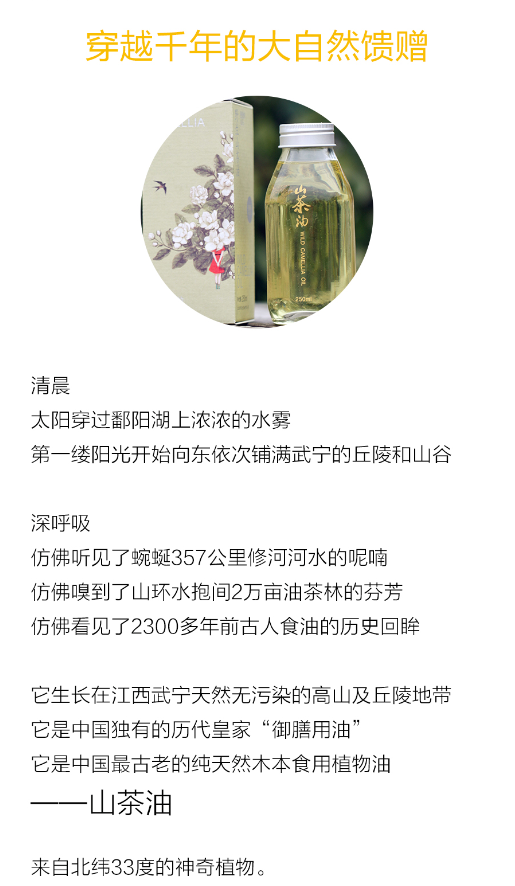 穿越千年的大自然馈赠
山茶油
WILD CAMELLIA OIL
250ml
清晨
太阳穿过鄱阳湖上浓浓的水雾
第一缕阳光开始向东依次铺满武宁的丘陵和山谷
深呼吸
仿佛听见了蜿蜒357公里修河河水的呢喃
仿佛嗅到了山环水抱间2万亩油茶林的芬芳
仿佛看见了2300多年前古人食油的历史回眸
它生长在江西武宁天然无污染的高山及丘陵地带
它是中国独有的历代皇家“御膳用油”
它是中国最古老的纯天然木本食用植物油
——山茶油
来自北纬33度的神奇植物。